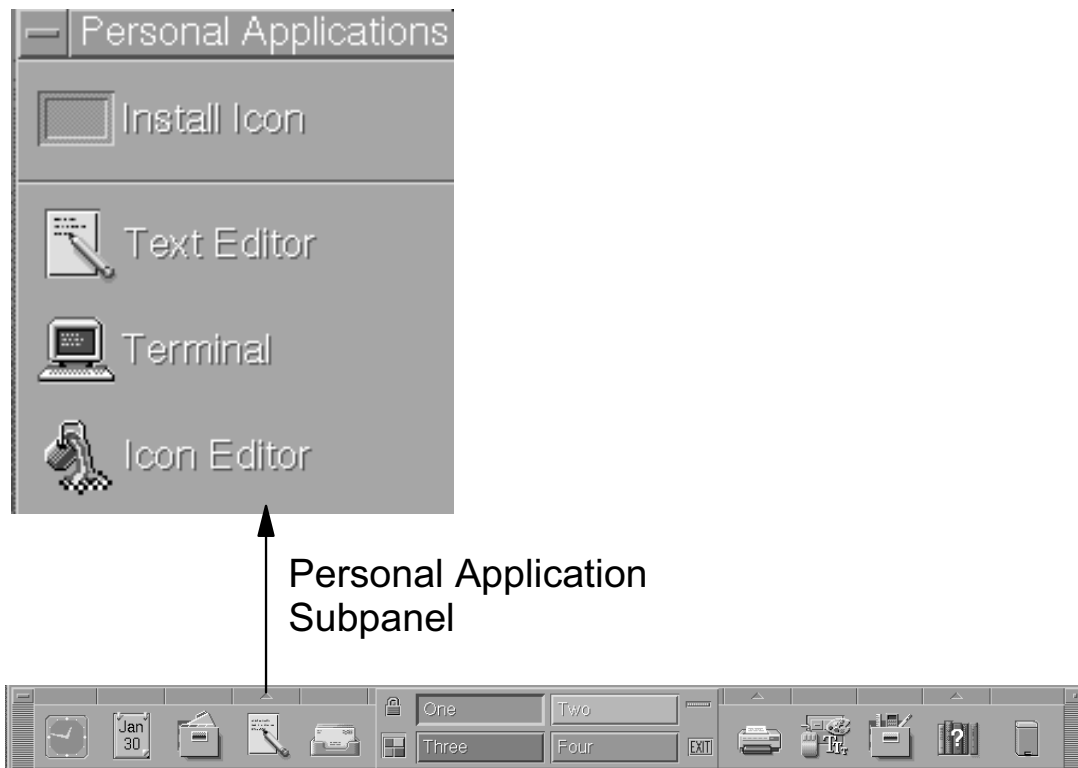 Personal Applications
Install Icon
Text Editor
Terminal
Icon Editor
Personal Application
Subpanel
One
Two
Jan
30
Three
Four
EXIT
?